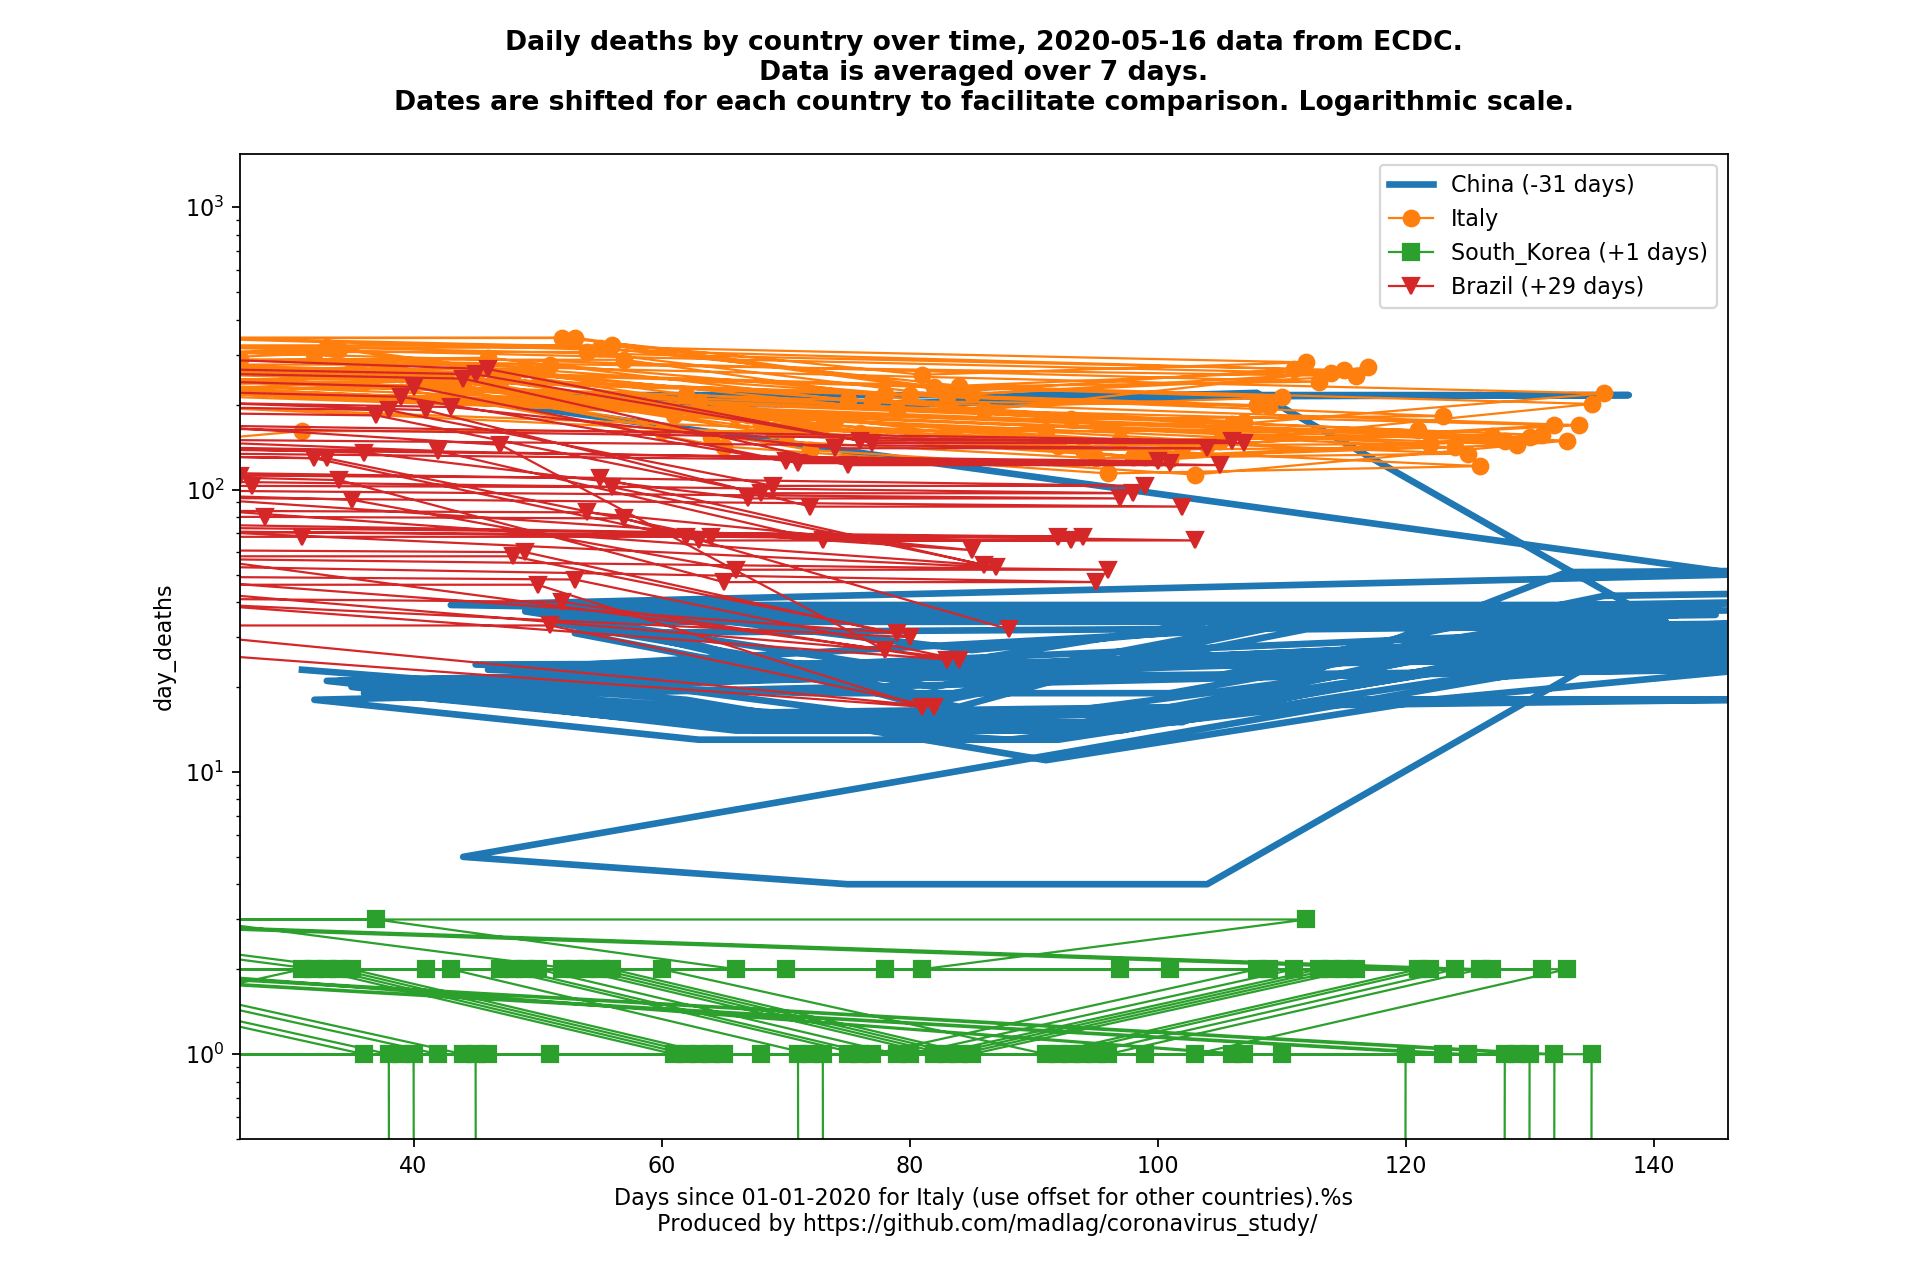 Daily deaths by country over time, 2020-05-16 data from ECDC.
Data is averaged over 7 days.
Dates are shifted for each country to facilitate comparison. Logarithmic scale.
China (-31 days)
Italy
South_Korea (+1 days)
Brazil (+29 days)
day_deaths
10³
10²
10¹
10⁰
40 60 80 100 120 140
Days since 01-01-2020 for Italy (use offset for other countries).%s
Produced by https://github.com/madlag/coronavirus_study/